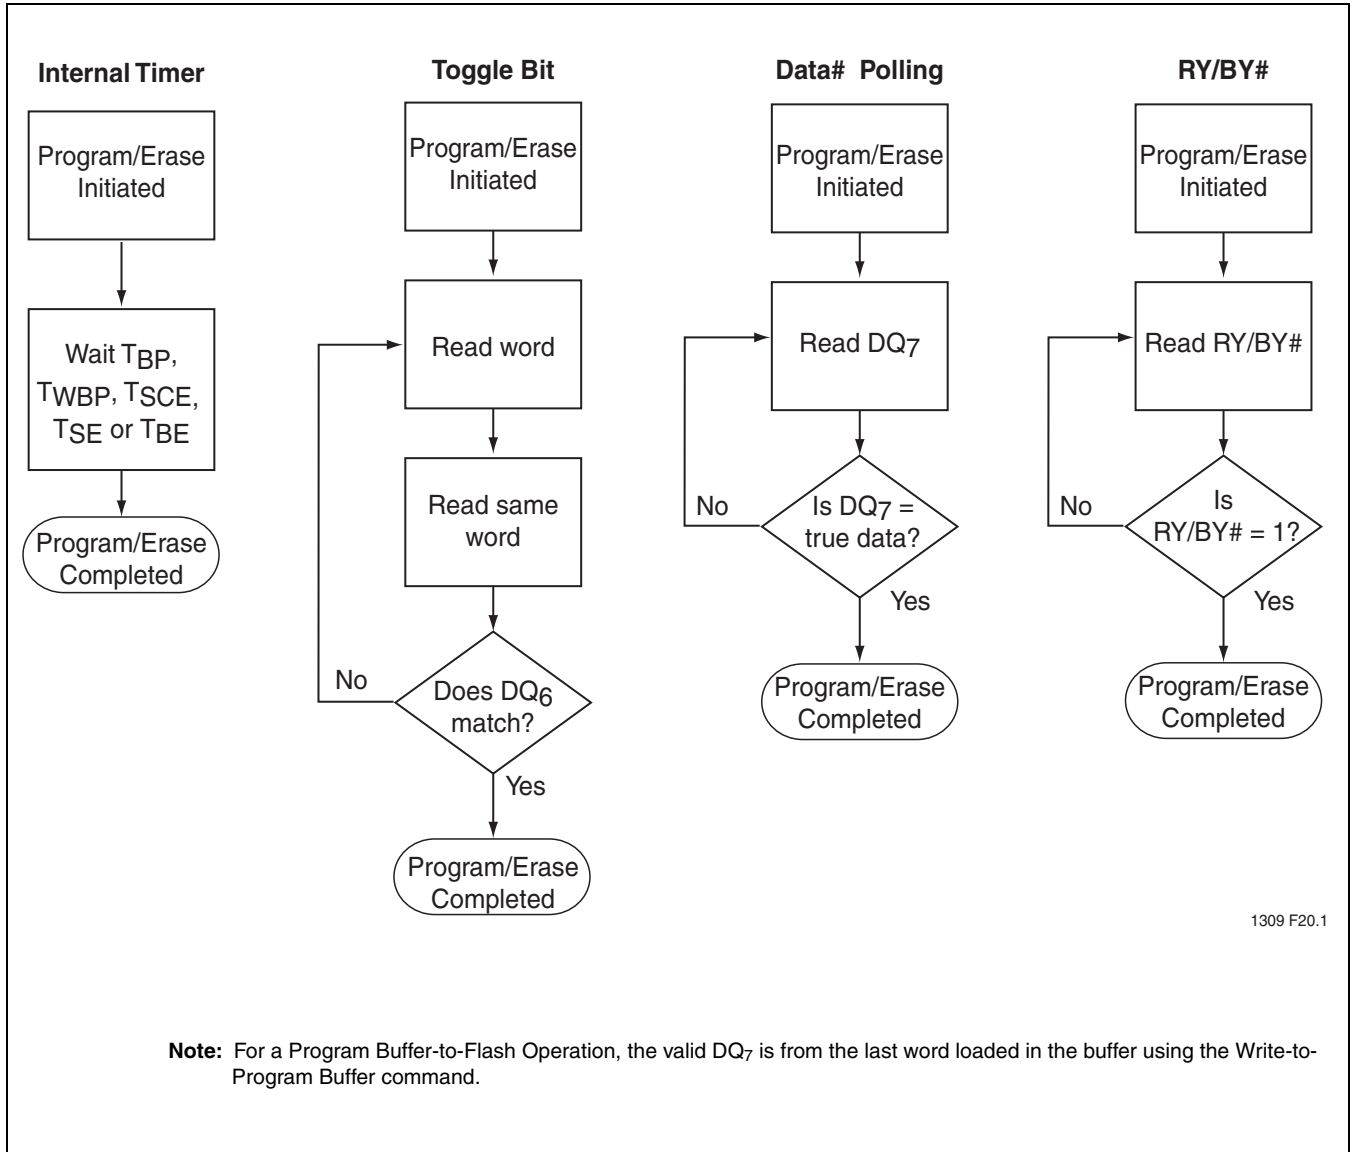 Internal Timer
Program/Erase
Initiated
Wait TBP,
TWBP, TSCE,
TSE or TBE
Program/Erase
Completed
Toggle Bit
Program/Erase
Initiated
Read word
Read same
word
No
Does DQ6
match?
Yes
Program/Erase
Completed
Data# Polling
Program/Erase
Initiated
Read DQ7
No
Is DQ7 =
true data?
Yes
Program/Erase
Completed
RY/BY#
Program/Erase
Initiated
Read RY/BY#
No
Is
RY/BY# = 1?
Yes
Program/Erase
Completed
1309 F20.1
Note: For a Program Buffer-to-Flash Operation, the valid DQ7 is from the last word loaded in the buffer using the Write-to-
Program Buffer command.